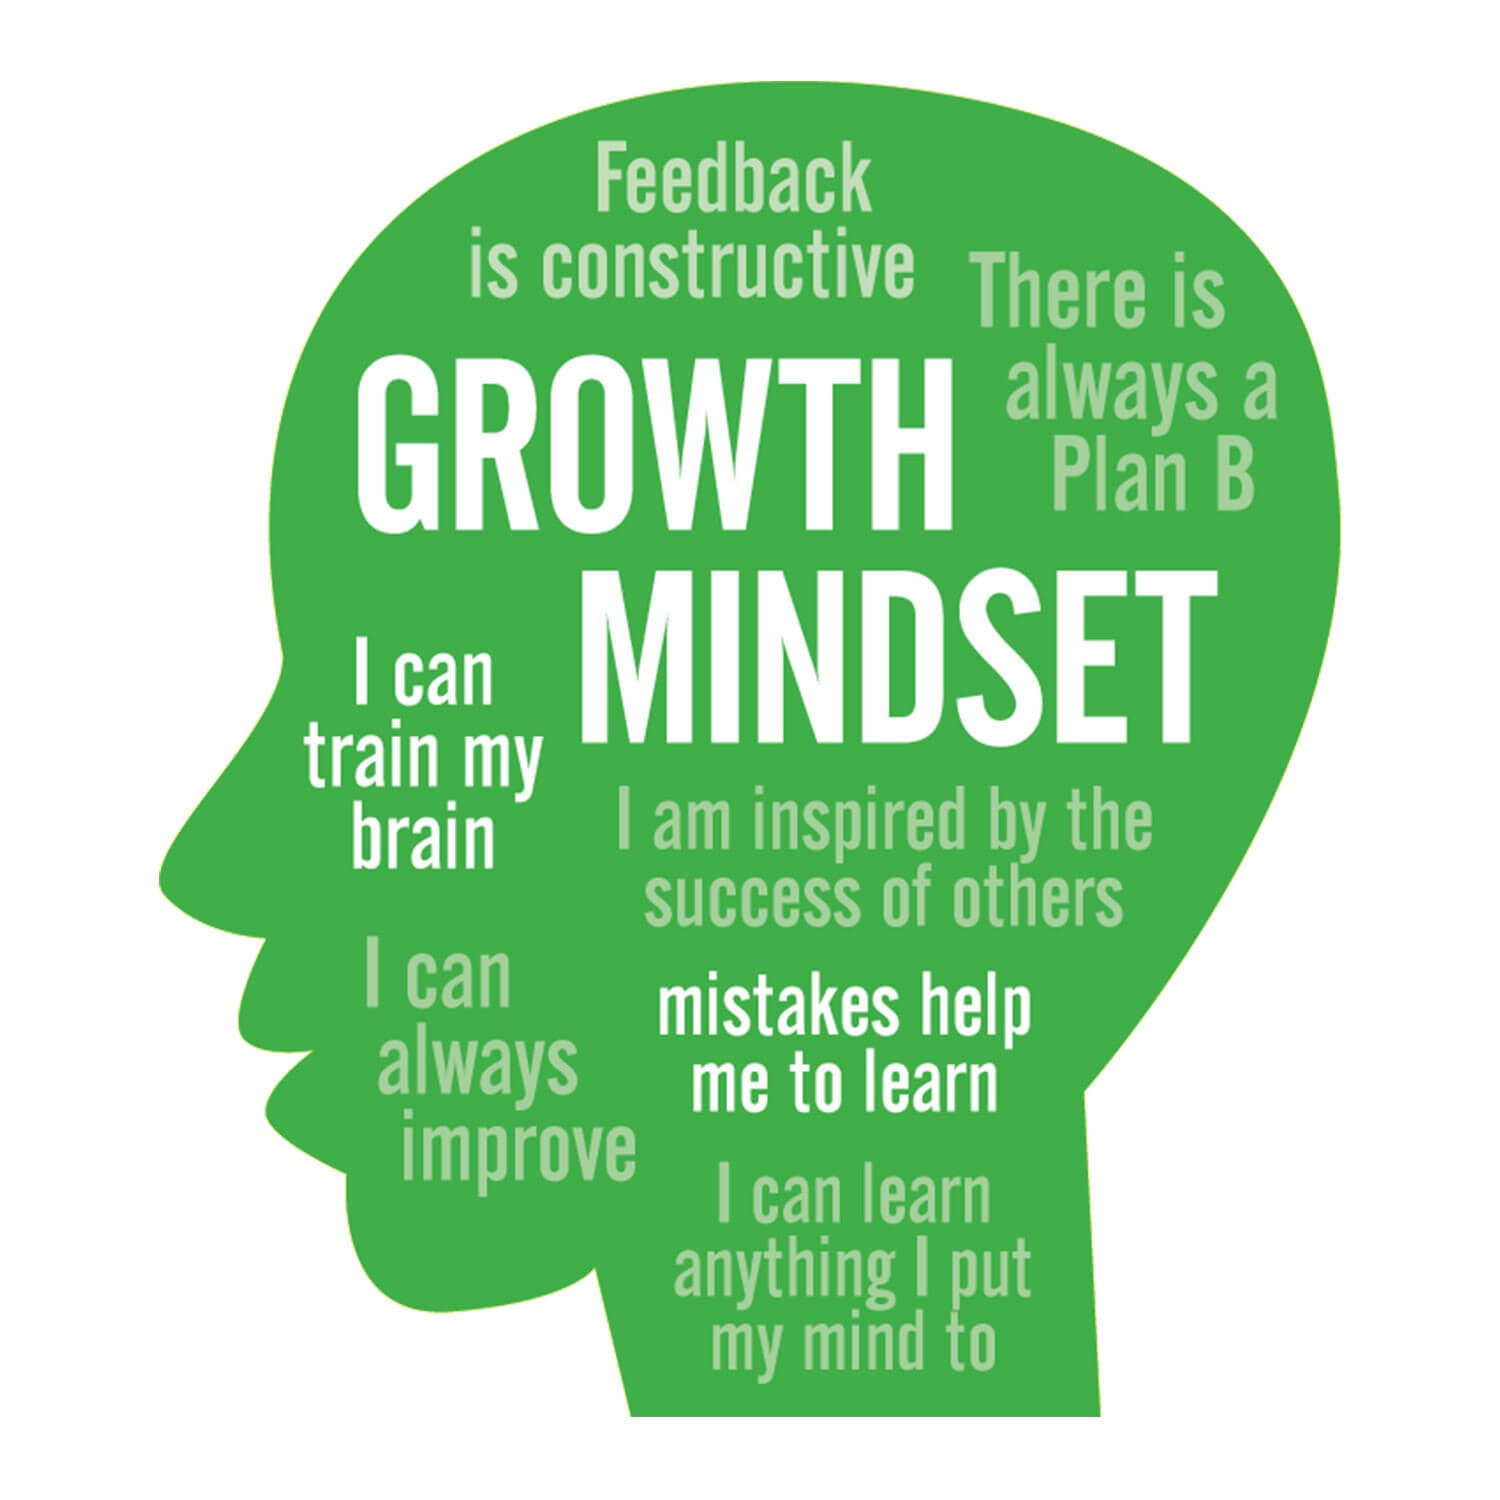 Feedback
is constructive
There is
always a
Plan B
GROWTH
MINDSET
I can
train my
brain
I am inspired by the
success of others
I can
always
improve
mistakes help
me to learn
I can learn
anything I put
my mind to